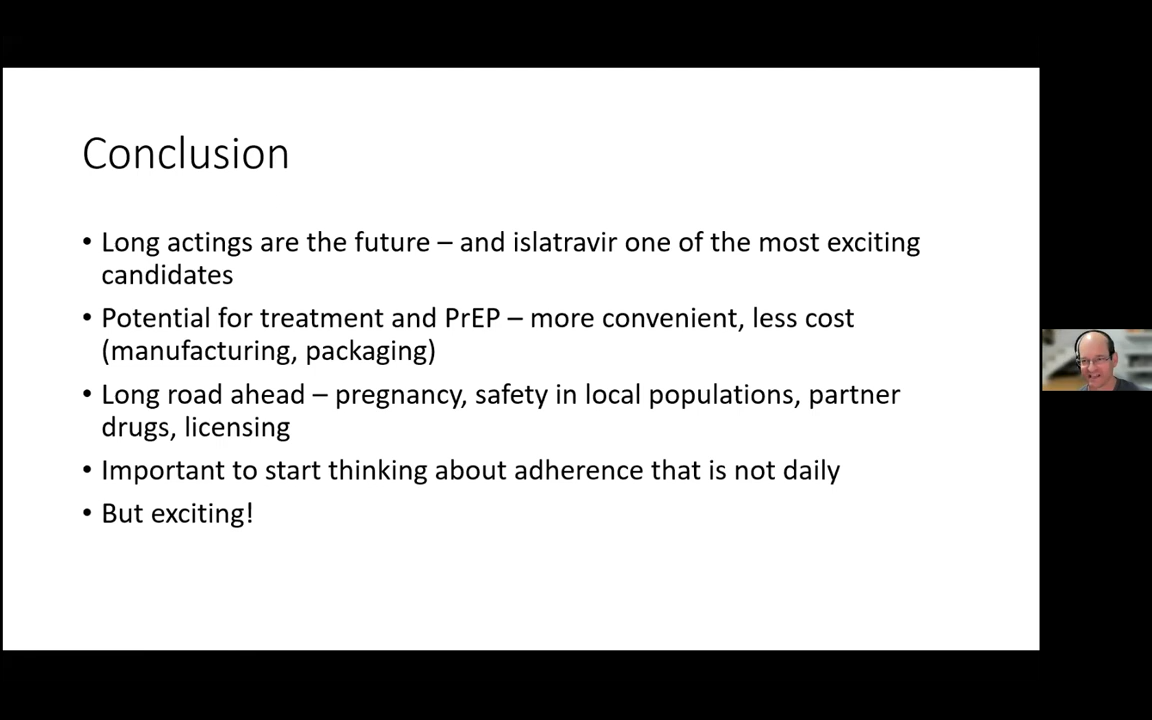 Conclusion
• Long actings are the future – and islatravir one of the most exciting
candidates
• Potential for treatment and PrEP – more convenient, less cost
(manufacturing, packaging)
• Long road ahead – pregnancy, safety in local populations, partner
drugs, licensing
• Important to start thinking about adherence that is not daily
• But exciting!